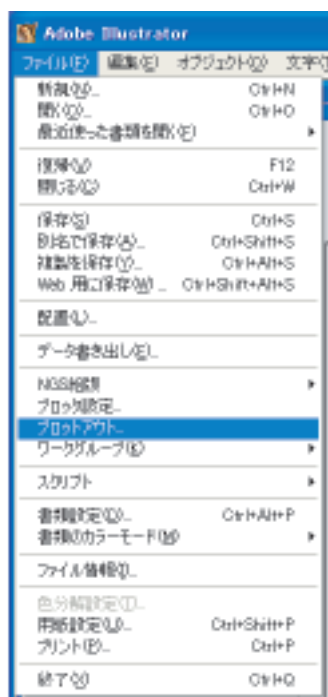 Adobe Illustrator
ファイル(F) 編集(E) オブジェクト(O) 文字(T)
新規(N)... Ctrl+N
開く(O)... Ctrl+O
最近使った書類を開く(F)
復帰(V) F12
閉じる(C) Ctrl+W
保存(S) Ctrl+S
別名で保存(A)... Ctrl+Shift+S
複製を保存(Y)... Ctrl+Alt+S
Web 用に保存(W)... Ctrl+Shift+Alt+S
配置(L)...
データ書き出し(E)...
プロッタ設定...
プロットアウト...
ワークグループ(K)
スクリプト
書類設定(D)... Ctrl+Alt+P
書類のカラーモード(M)
ファイル情報(I)...
色分解設定(T)...
用紙設定(U)... Ctrl+Shift+P
プリント(P)... Ctrl+P
終了(X) Ctrl+Q